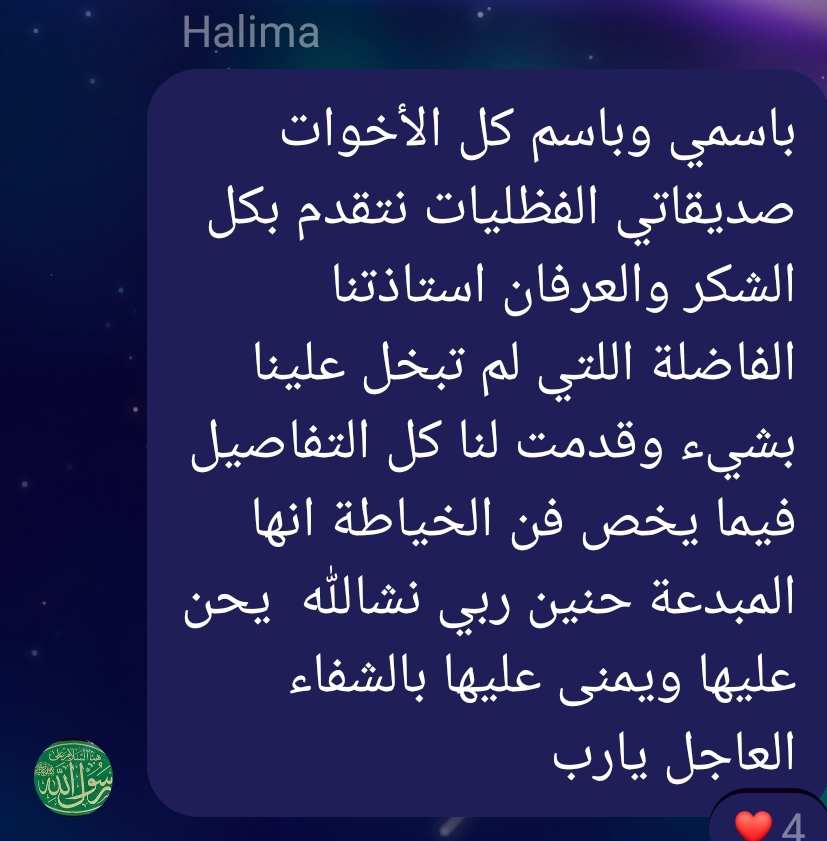 Halima
باسمي وباسم كل الأخوات
صديقاتي الفظليات نتقدم بكل
الشكر والعرفان استاذتنا
الفاضلة اللتي لم تبخل علينا
بشيء وقدمت لنا كل التفاصيل
فيما يخص فن الخياطة انها
المبدعة حنين ربي نشالله يحن
عليها ويمنى عليها بالشفاء
العاجل يارب
رسول الله
❤️ 4